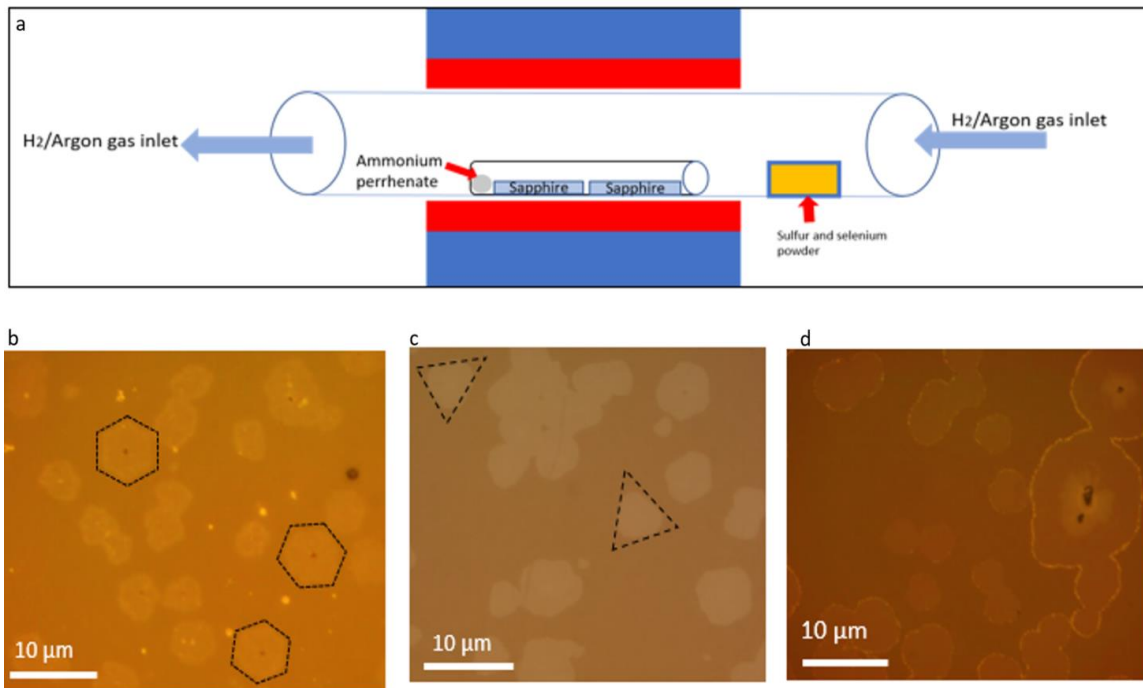 a
H2/Argon gas inlet
H2/Argon gas inlet
Ammonium
perrhenate
Sapphire
Sapphire
Sulfur and selenium
powder
b
c
d
10 µm
10 µm
10 µm